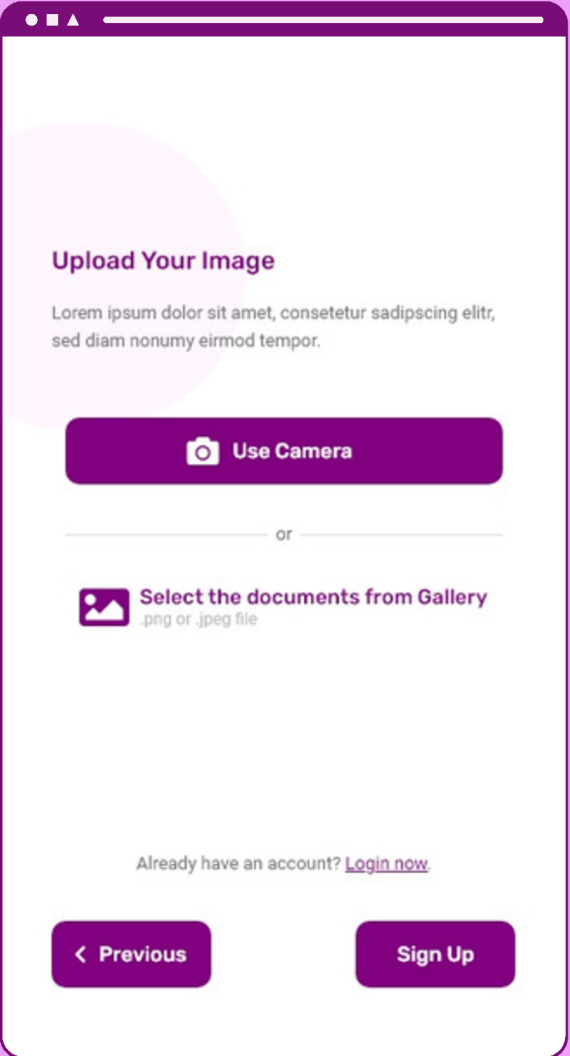 Upload Your Image
Lorem ipsum dolor sit amet, consetetur sadipscing elitr,
sed diam nonumy eirmod tempor.
Use Camera
or
Select the documents from Gallery
.png or .jpeg file
Already have an account? Login now.
Previous
Sign Up